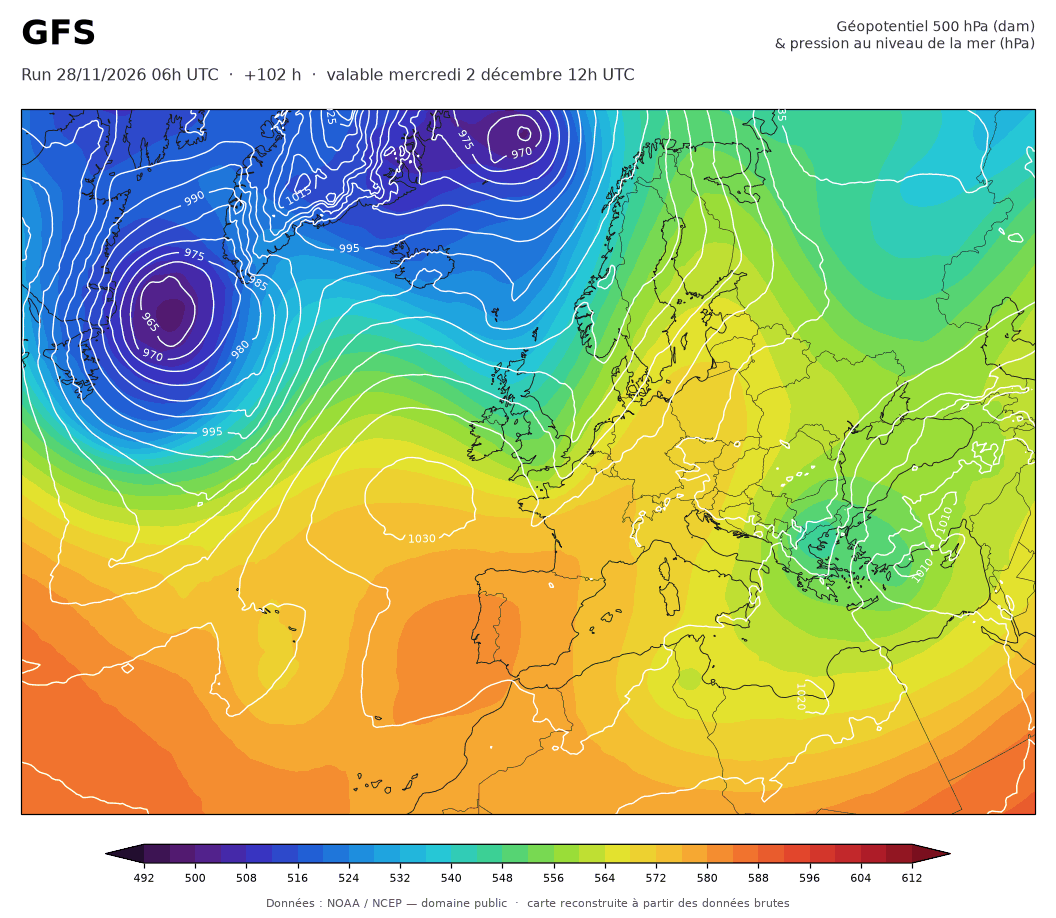 GFS
Géopotentiel 500 hPa (dam)
& pression au niveau de la mer (hPa)
Run 28/11/2026 06h UTC · +102 h · valable mercredi 2 décembre 12h UTC
975
970
1015
990
995
975
985
965
970
980
995
1030
1010
1010
1020
492 500 508 516 524 532 540 548 556 564 572 580 588 596 604 612
Données : NOAA / NCEP — domaine public · carte reconstruite à partir des données brutes